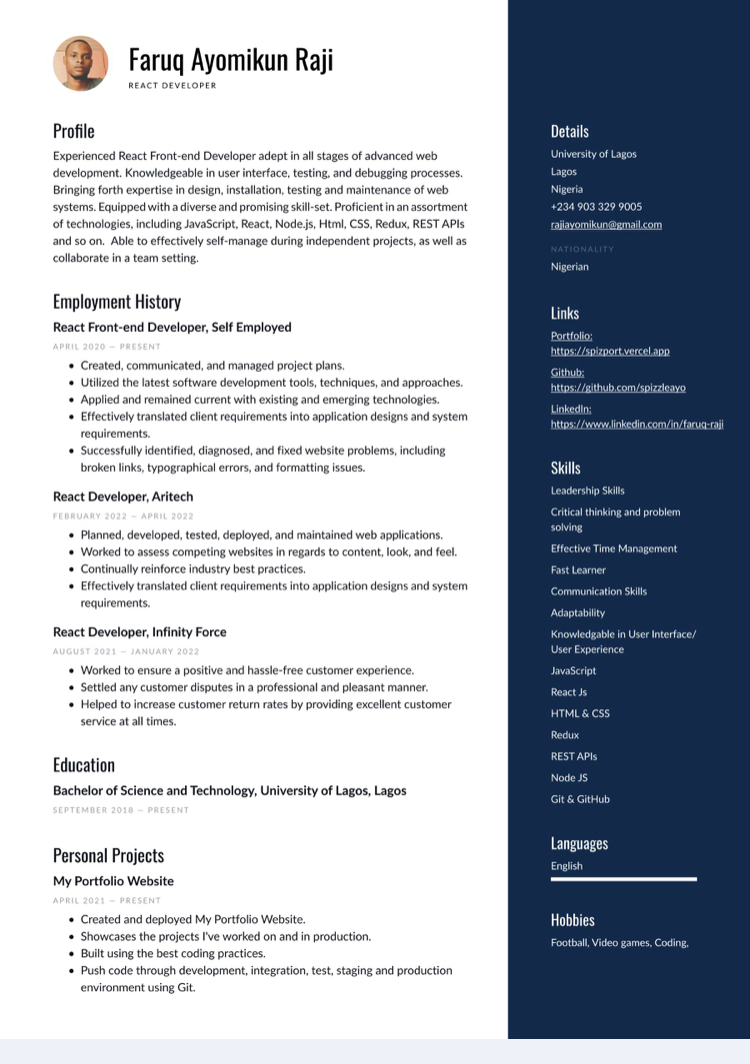 Faruq Ayomikun Raji
REACT DEVELOPER
Profile
Experienced React Front-end Developer adept in all stages of advanced web
development. Knowledgeable in user interface, testing, and debugging processes.
Bringing forth expertise in design, installation, testing and maintenance of web
systems. Equipped with a diverse and promising skill-set. Proficient in an assortment
of technologies, including JavaScript, React, Node.js, Html, CSS, Redux, REST APIs
and so on.  Able to effectively self-manage during independent projects, as well as
collaborate in a team setting.
Employment History
React Front-end Developer, Self Employed
APRIL 2020 — PRESENT
• Created, communicated, and managed project plans.
• Utilized the latest software development tools, techniques, and approaches.
• Applied and remained current with existing and emerging technologies.
• Effectively translated client requirements into application designs and system
requirements.
• Successfully identified, diagnosed, and fixed website problems, including
broken links, typographical errors, and formatting issues.
React Developer, Aritech
FEBRUARY 2022 — APRIL 2022
• Planned, developed, tested, deployed, and maintained web applications.
• Worked to assess competing websites in regards to content, look, and feel.
• Continually reinforce industry best practices.
• Effectively translated client requirements into application designs and system
requirements.
React Developer, Infinity Force
AUGUST 2021 — JANUARY 2022
• Worked to ensure a positive and hassle-free customer experience.
• Settled any customer disputes in a professional and pleasant manner.
• Helped to increase customer return rates by providing excellent customer
service at all times.
Education
Bachelor of Science and Technology, University of Lagos, Lagos
SEPTEMBER 2018 — PRESENT
Personal Projects
My Portfolio Website
APRIL 2021 — PRESENT
• Created and deployed My Portfolio Website.
• Showcases the projects I've worked on and in production.
• Built using the best coding practices.
• Push code through development, integration, test, staging and production
environment using Git.
Details
University of Lagos
Lagos
Nigeria
+234 903 329 9005
rajiayomikun@gmail.com
NATIONALITY
Nigerian
Links
Portfolio:
https://spizport.vercel.app
Github:
https://github.com/spizzleayo
LinkedIn:
https://www.linkedin.com/in/faruq-raji
Skills
Leadership Skills
Critical thinking and problem
solving
Effective Time Management
Fast Learner
Communication Skills
Adaptability
Knowledgable in User Interface/
User Experience
JavaScript
React Js
HTML & CSS
Redux
REST APIs
Node JS
Git & GitHub
Languages
English
Hobbies
Football, Video games, Coding,